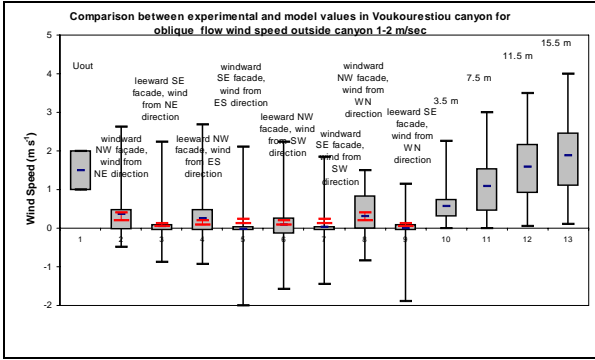 Comparison between experimental and model values in Voukourestiou canyon for
oblique flow wind speed outside canyon 1-2 m/sec
15.5 m
11.5 m
7.5 m
3.5 m
Uout
windward
NW façade,
wind from
NE direction
leeward SE
facade, wind
from NE
direction
leeward NW
facade, wind
from ES
direction
windward
SE facade,
wind from
ES direction
leeward NW
facade, wind
from SW
direction
windward
SE facade,
wind from
SW
direction
windward
NW facade,
wind from
WN
direction
leeward SE
facade, wind
from WN
direction
Wind Speed (m s¹)
5
4
3
2
1
0
-1
-2
1 2 3 4 5 6 7 8 9 10 11 12 13